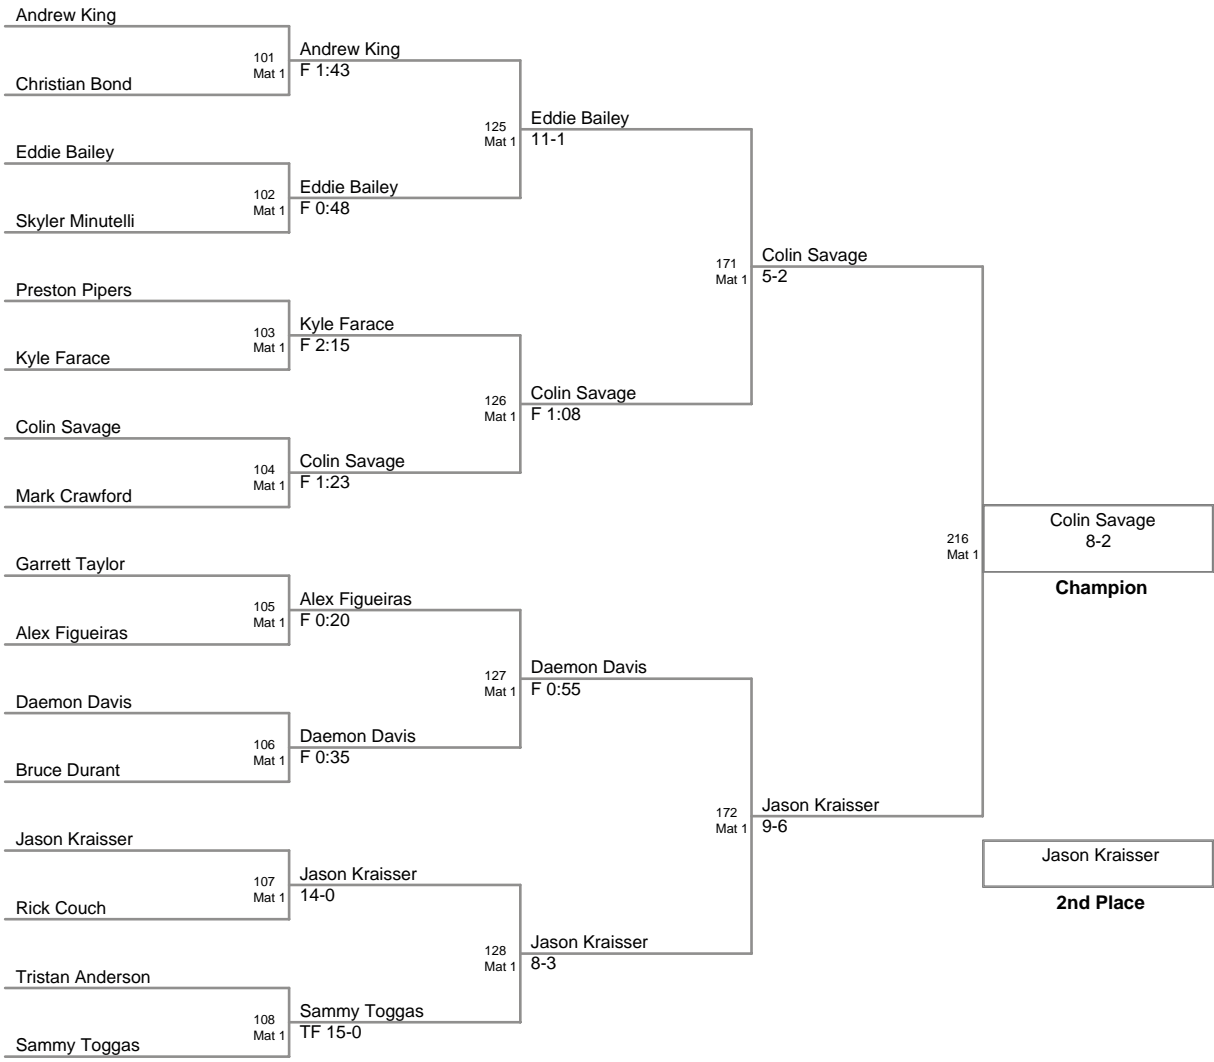 Andrew King
101
Mat 1
Andrew King
F 1:43
Christian Bond
125
Mat 1
Eddie Bailey
11-1
Eddie Bailey
102
Mat 1
Eddie Bailey
F 0:48
Skyler Minutelli
171
Mat 1
Colin Savage
5-2
Preston Pipers
103
Mat 1
Kyle Farace
F 2:15
Kyle Farace
126
Mat 1
Colin Savage
F 1:08
Colin Savage
104
Mat 1
Colin Savage
F 1:23
Mark Crawford
216
Mat 1
Colin Savage
8-2
Champion
Garrett Taylor
105
Mat 1
Alex Figueiras
F 0:20
Alex Figueiras
127
Mat 1
Daemon Davis
F 0:55
Daemon Davis
106
Mat 1
Daemon Davis
F 0:35
Bruce Durant
172
Mat 1
Jason Kraisser
9-6
Jason Kraisser
2nd Place
Jason Kraisser
107
Mat 1
Jason Kraisser
14-0
Rick Couch
128
Mat 1
Jason Kraisser
8-3
Tristan Anderson
108
Mat 1
Sammy Toggas
TF 15-0
Sammy Toggas